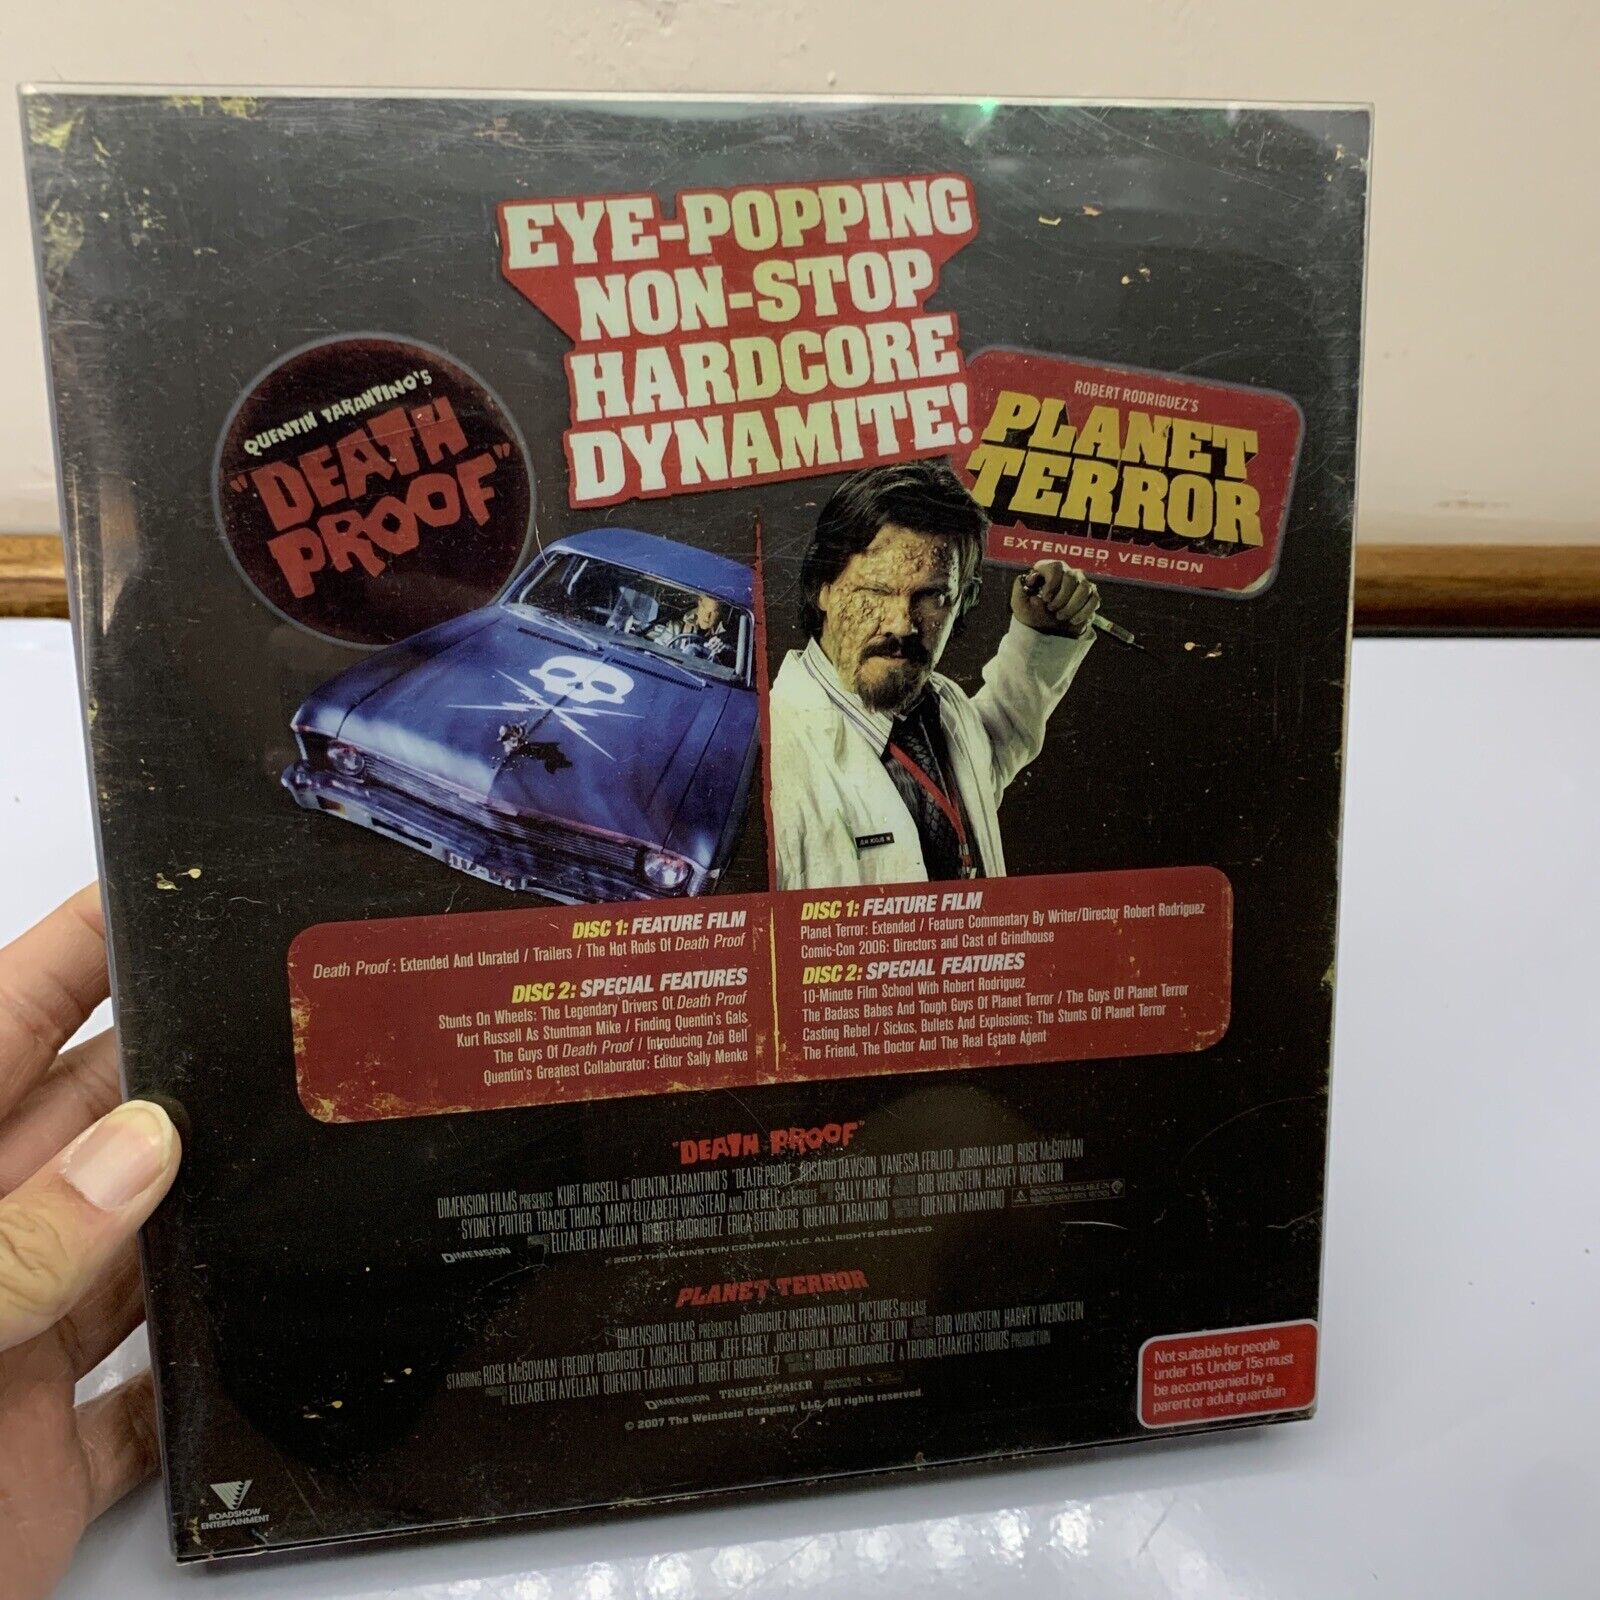 EYE-POPPING
NON-STOP
HARDCORE
DYNAMITE!
QUENTIN TARANTINO'S
"DEATH
PROOF"
ROBERT RODRIGUEZ'S
PLANET
TERROR
EXTENDED VERSION
DISC 1: FEATURE FILM
Death Proof: Extended And Unrated / Trailers / The Hot Rods Of Death Proof
DISC 2: SPECIAL FEATURES
Stunts On Wheels: The Legendary Drivers Of Death Proof
Kurt Russell As Stuntman Mike / Finding Quentin's Gals
The Guys Of Death Proof / Introducing Zoë Bell
Quentin's Greatest Collaborator: Editor Sally Menke
DISC 1: FEATURE FILM
Planet Terror: Extended / Feature Commentary By Writer/Director Robert Rodriguez
Comic-Con 2006: Directors and Cast of Grindhouse
DISC 2: SPECIAL FEATURES
10-Minute Film School With Robert Rodriguez
The Badass Babes And Tough Guys Of Planet Terror / The Guys Of Planet Terror
Casting Rebel / Sickos, Bullets And Explosions: The Stunts Of Planet Terror
The Friend, The Doctor And The Real Estate Agent
"DEATH PROOF"
DIMENSION FILMS PRESENTS KURT RUSSELL IN QUENTIN TARANTINO'S "DEATH PROOF" ROSARIO DAWSON VANESSA FERLITO JORDAN LADD ROSE McGOWAN
SYDNEY POITIER TRACIE THOMS MARY ELIZABETH WINSTEAD AND ZOË BELL SALLY MENKE BOB WEINSTEIN HARVEY WEINSTEIN
ELIZABETH AVELLAN ROBERT RODRIGUEZ ERICA STEINBERG QUENTIN TARANTINO QUENTIN TARANTINO
DIMENSION
© 2007 THE WEINSTEIN COMPANY, LLC. ALL RIGHTS RESERVED
PLANET TERROR
DIMENSION FILMS PRESENTS A RODRIGUEZ INTERNATIONAL PICTURES RELEASE
STARRING ROSE McGOWAN FREDDY RODRIGUEZ MICHAEL BIEHN JEFF FAHEY JOSH BROLIN MARLEY SHELTON BOB WEINSTEIN HARVEY WEINSTEIN
ELIZABETH AVELLAN QUENTIN TARANTINO ROBERT RODRIGUEZ ROBERT RODRIGUEZ A TROUBLEMAKER STUDIOS PRODUCTION
DIMENSION TROUBLEMAKER
© 2007 The Weinstein Company, LLC. All rights reserved.
Not suitable for people
under 15. Under 15s must
be accompanied by a
parent or adult guardian
ROADSHOW
ENTERTAINMENT